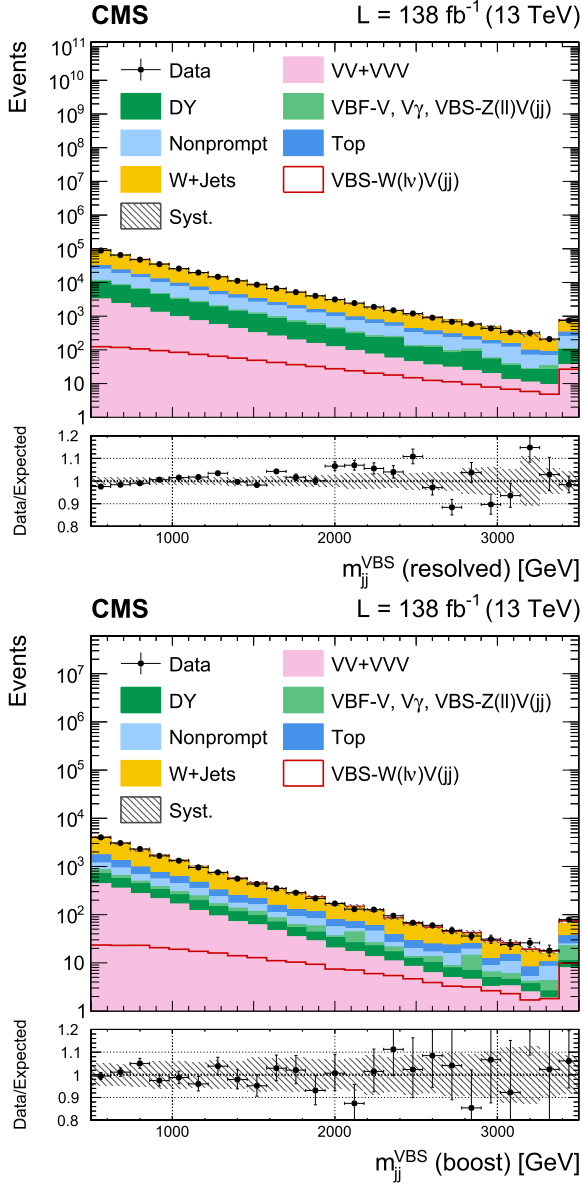 CMS L = 138 fb⁻¹ (13 TeV)
Events
10¹¹
10¹⁰
10⁹
10⁸
10⁷
10⁶
10⁵
10⁴
10³
10²
10
1
Data VV+VVV
DY VBF-V, Vγ, VBS-Z(ll)V(jj)
Nonprompt Top
W+Jets VBS-W(lν)V(jj)
Syst.
Data/Expected
1.2
1.1
1
0.9
0.8
1000 2000 3000
m_jj^VBS (resolved) [GeV]
CMS L = 138 fb⁻¹ (13 TeV)
Events
10⁷
10⁶
10⁵
10⁴
10³
10²
10
1
Data VV+VVV
DY VBF-V, Vγ, VBS-Z(ll)V(jj)
Nonprompt Top
W+Jets VBS-W(lν)V(jj)
Syst.
Data/Expected
1.2
1.1
1
0.9
0.8
1000 2000 3000
m_jj^VBS (boost) [GeV]